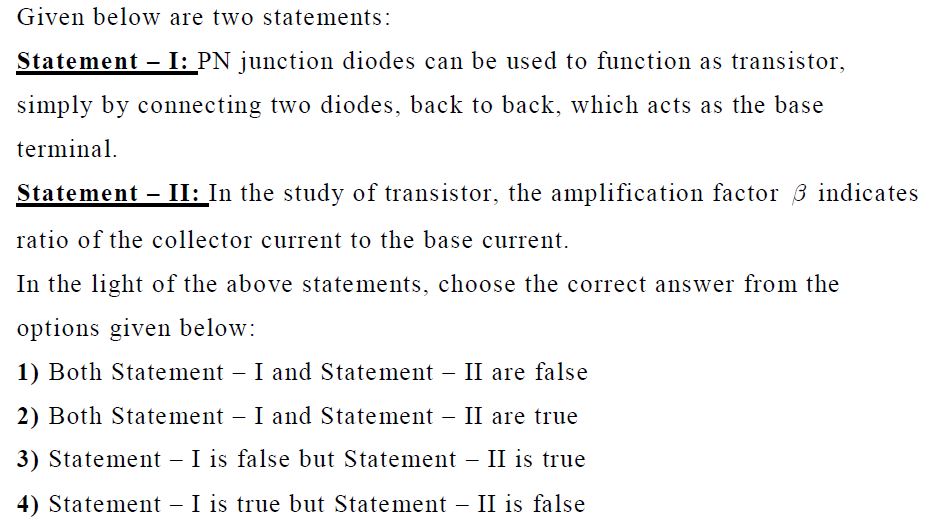 Given below are two statements:
Statement – I: PN junction diodes can be used to function as transistor,
simply by connecting two diodes, back to back, which acts as the base
terminal.
Statement – II: In the study of transistor, the amplification factor β indicates
ratio of the collector current to the base current.
In the light of the above statements, choose the correct answer from the
options given below:
1) Both Statement – I and Statement – II are false
2) Both Statement – I and Statement – II are true
3) Statement – I is false but Statement – II is true
4) Statement – I is true but Statement – II is false